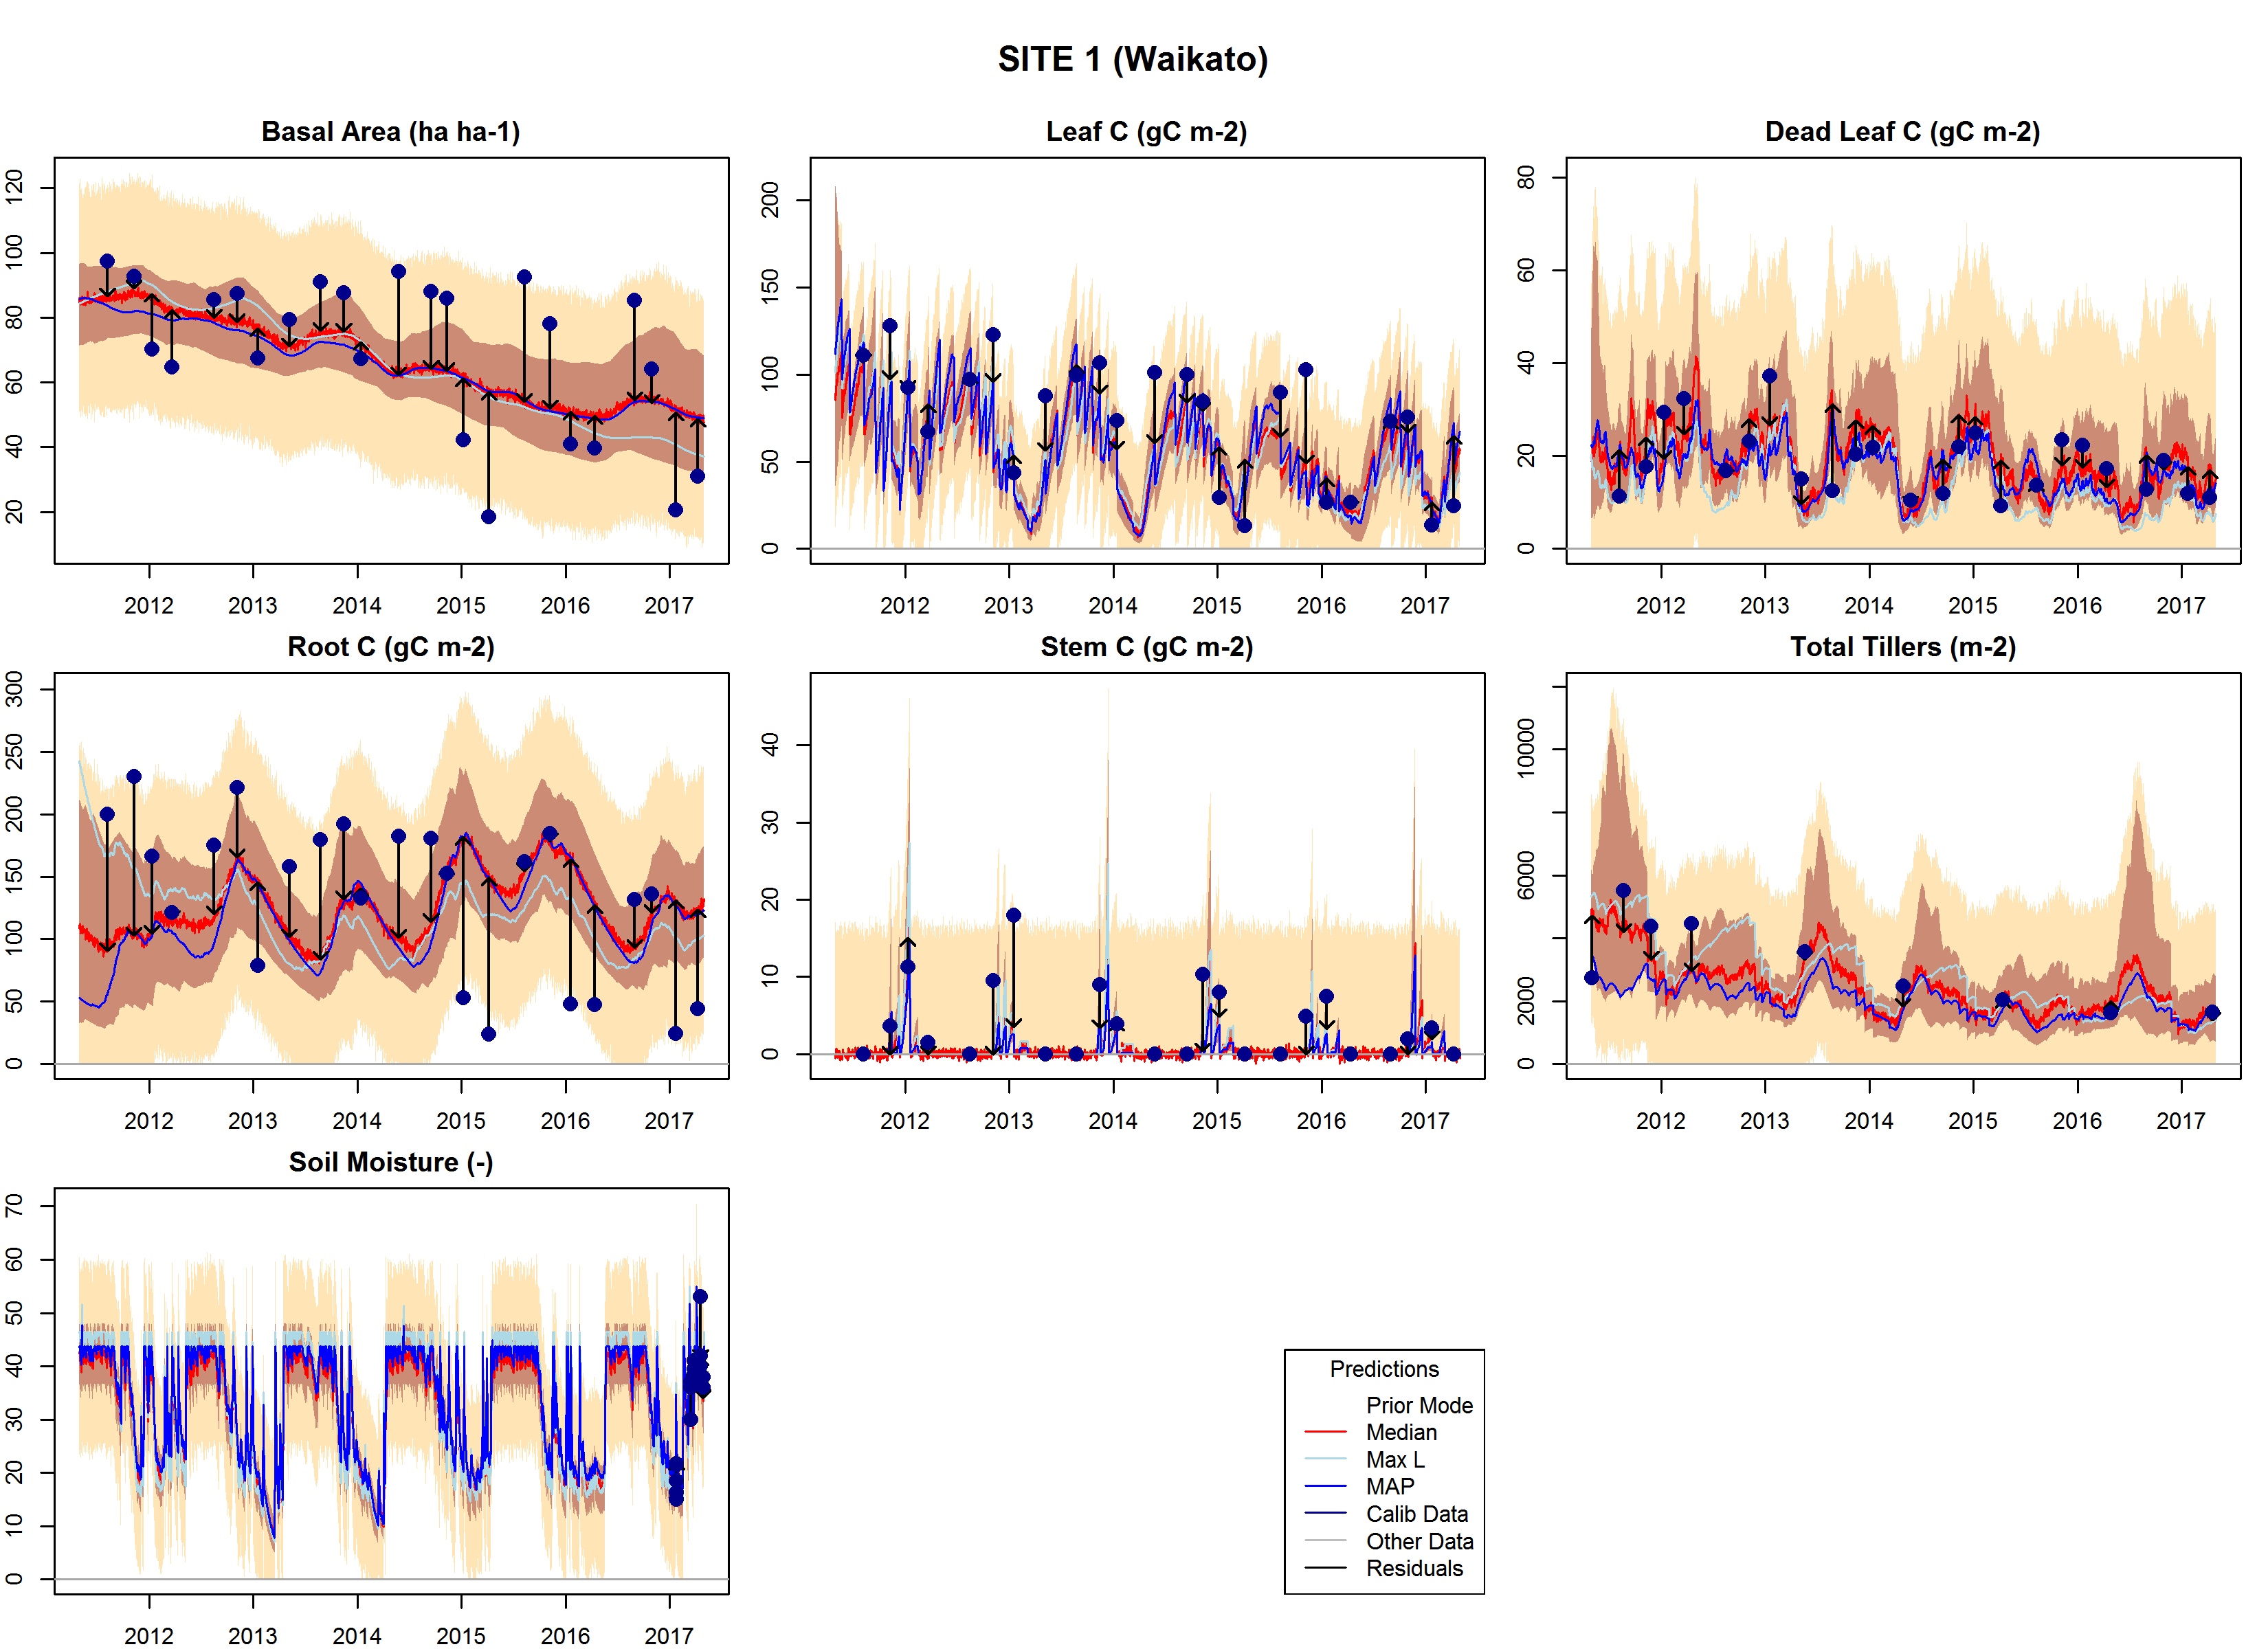 SITE 1 (Waikato)
Basal Area (ha ha-1)
Leaf C (gC m-2)
Dead Leaf C (gC m-2)
120
100
80
60
40
20
2012 2013 2014 2015 2016 2017
200
150
100
50
0
2012 2013 2014 2015 2016 2017
80
60
40
20
0
2012 2013 2014 2015 2016 2017
Root C (gC m-2)
Stem C (gC m-2)
Total Tillers (m-2)
300
250
200
150
100
50
0
2012 2013 2014 2015 2016 2017
40
30
20
10
0
2012 2013 2014 2015 2016 2017
10000
6000
2000
0
2012 2013 2014 2015 2016 2017
Soil Moisture (-)
70
60
50
40
30
20
10
0
2012 2013 2014 2015 2016 2017
Predictions
Prior Mode
Median
Max L
MAP
Calib Data
Other Data
Residuals